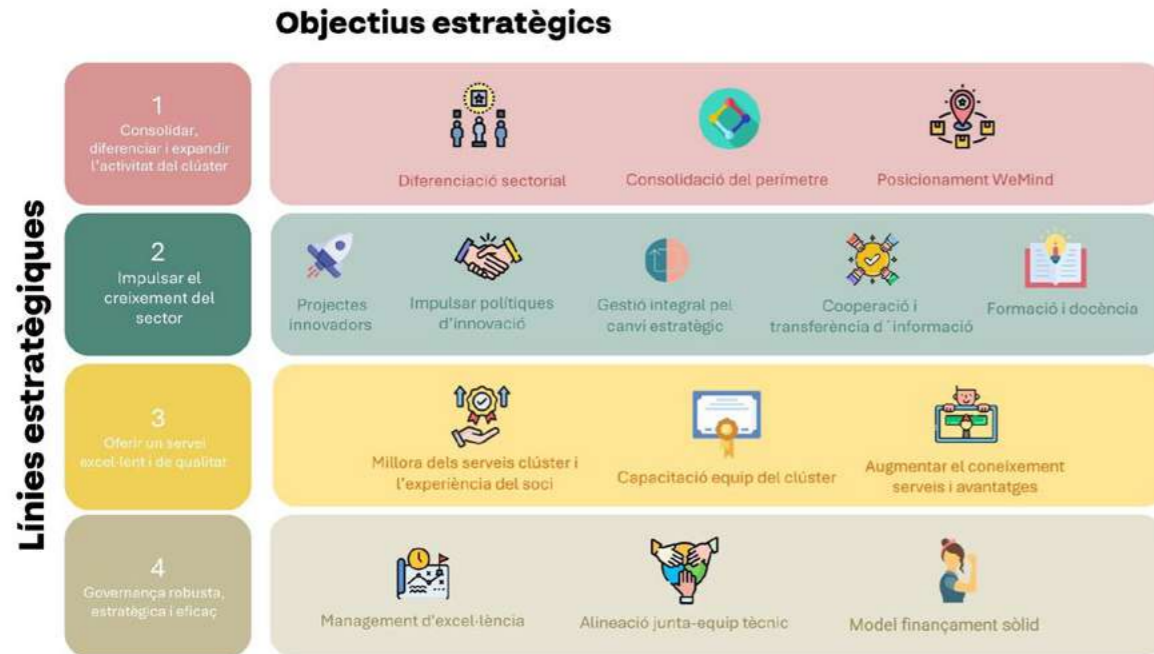 Objectius estratègics
Línies estratègiques
1
Consolidar,
diferenciar i expandir
l'activitat del clúster
Diferenciació sectorial
Consolidació del perímetre
Posicionament WeMind
2
Impulsar el
creixement del
sector
Projectes
innovadors
Impulsar polítiques
d'innovació
Gestió integral pel
canvi estratègic
Cooperació i
transferència d´informació
Formació i docència
3
Oferir un servei
excel·lent i de qualitat
Millora dels serveis clúster i
l'experiència del soci
Capacitació equip del clúster
Augmentar el coneixement
serveis i avantatges
4
Governança robusta,
estratègica i eficaç
Management d'excel·lència
Alineació junta-equip tècnic
Model finançament sòlid